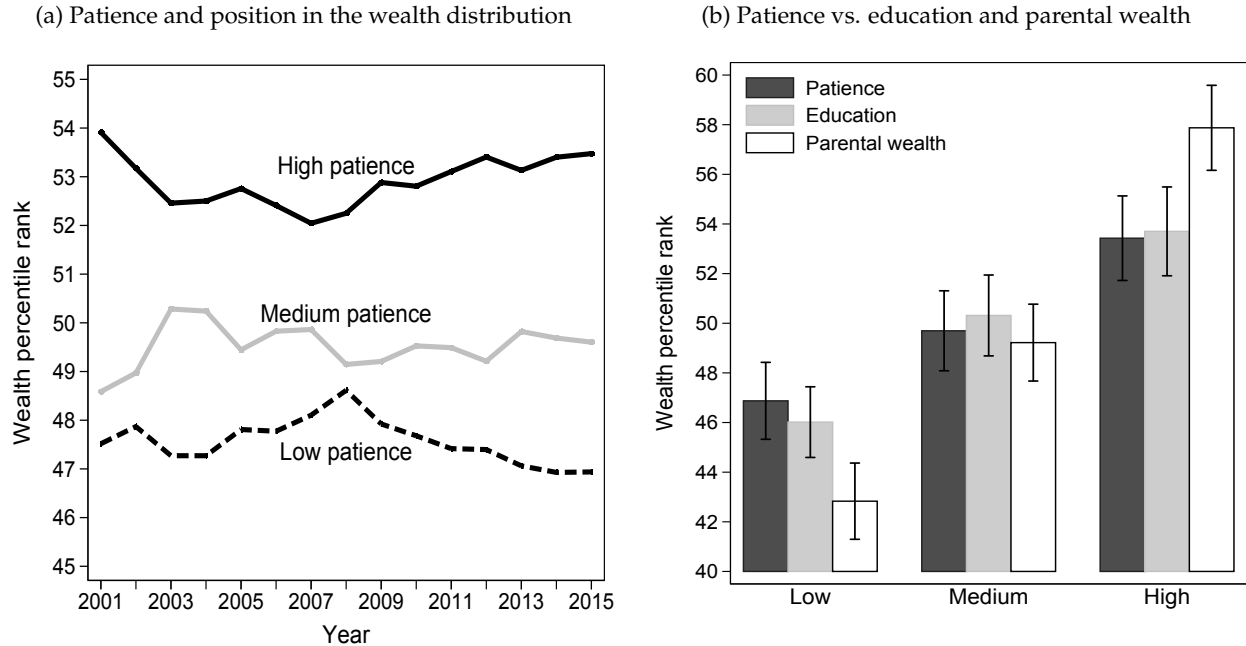 (a) Patience and position in the wealth distribution
Wealth percentile rank
55
54
53
52
51
50
49
48
47
46
45
High patience
Medium patience
Low patience
2001 2003 2005 2007 2009 2011 2013 2015
Year
(b) Patience vs. education and parental wealth
Wealth percentile rank
60
58
56
54
52
50
48
46
44
42
40
Patience
Education
Parental wealth
Low Medium High